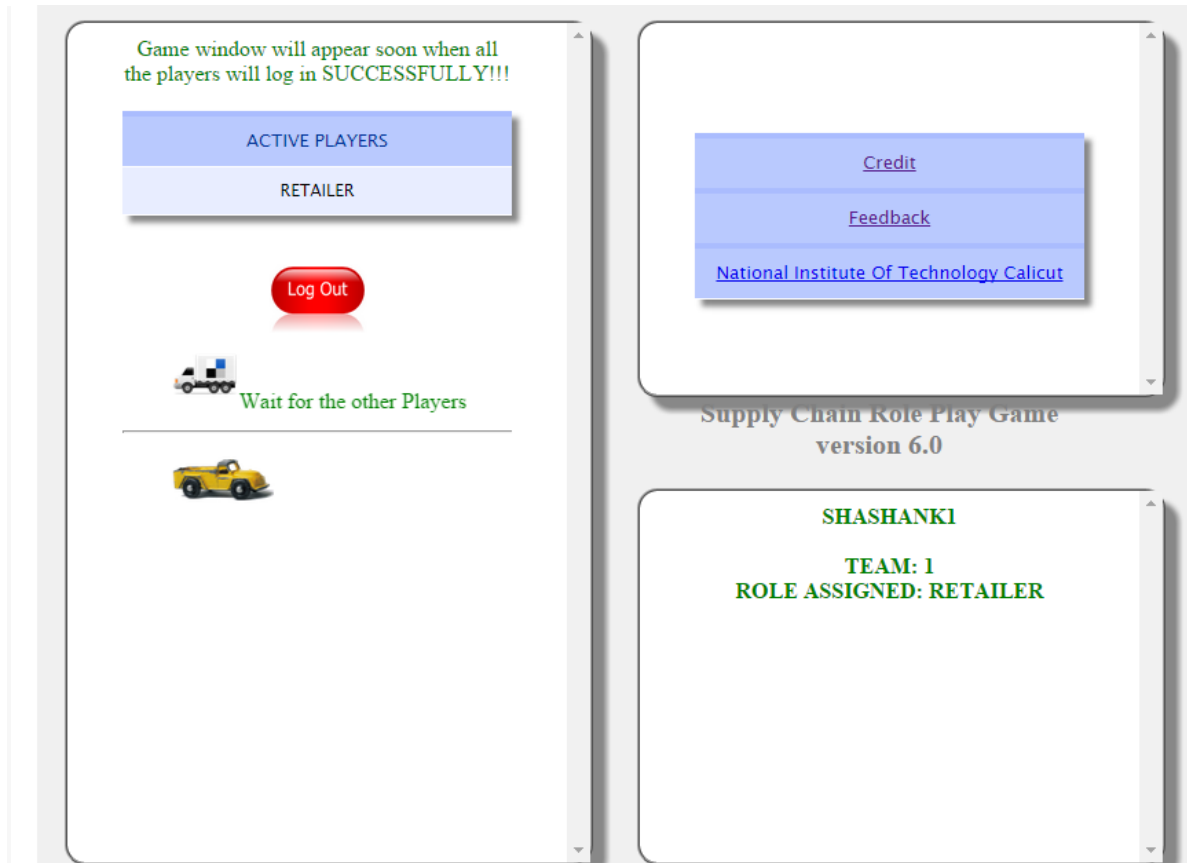 Game window will appear soon when all
the players will log in SUCCESSFULLY!!!
ACTIVE PLAYERS
RETAILER
Log Out
Wait for the other Players
Credit
Feedback
National Institute Of Technology Calicut
Supply Chain Role Play Game
version 6.0
SHASHANK1
TEAM: 1
ROLE ASSIGNED: RETAILER